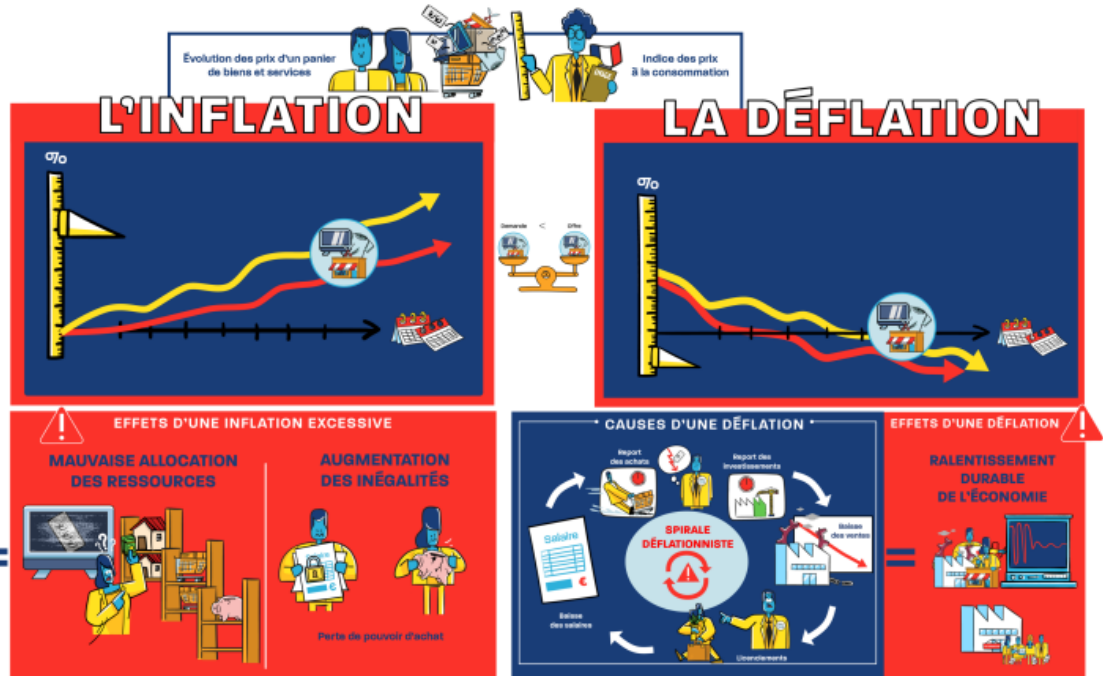 Évolution des prix d'un panier
de biens et services
Indice des prix
à la consommation
INSEE
L'INFLATION
LA DÉFLATION
%
%
Demande < Offre
EFFETS D'UNE INFLATION EXCESSIVE
MAUVAISE ALLOCATION
DES RESSOURCES
AUGMENTATION
DES INÉGALITÉS
Perte de pouvoir d'achat
CAUSES D'UNE DÉFLATION
Report
des achats
Report des
investissements
Baisse
des ventes
Licenciements
Baisse
des salaires
Salaire
€
SPIRALE
DÉFLATIONNISTE
EFFETS D'UNE DÉFLATION
RALENTISSEMENT
DURABLE
DE L'ÉCONOMIE